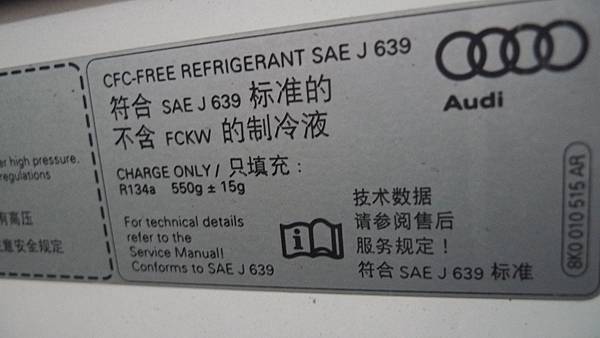 CFC-FREE REFRIGERANT SAE J 639
符合 SAE J 639 标准的
不含 FCKW 的制冷液
CHARGE ONLY / 只填充：
R134a 550g ± 15g
For technical details
refer to the
Service Manual!
Conforms to SAE J 639
技术数据
请参阅售后
服务规定！
符合 SAE J 639 标准
Audi
8K0 010 515 AR
high pressure.
regulations
有高压
安全规定